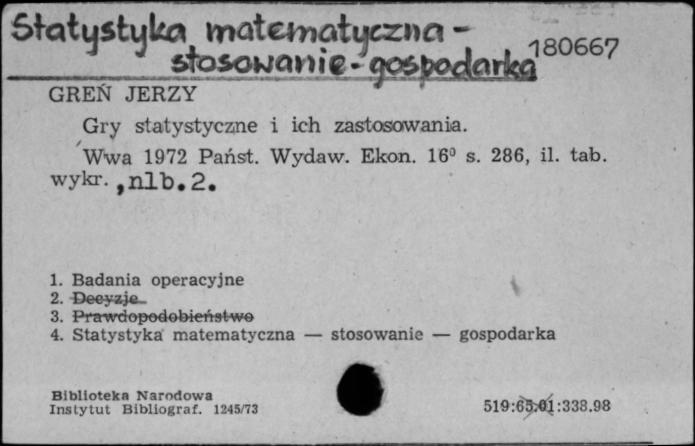 Statystyka matematyczna -
stosowanie - gospodarka
180667
GREŃ JERZY
Gry statystyczne i ich zastosowania.
Wwa 1972 Państ. Wydaw. Ekon. 16⁰ s. 286, il. tab.
wykr. , nlb. 2.
1. Badania operacyjne
2. Decyzje
3. Prawdopodobieństwo
4. Statystyka matematyczna — stosowanie — gospodarka
Biblioteka Narodowa
Instytut Bibliograf. 1245/73
519:65.01:338.98